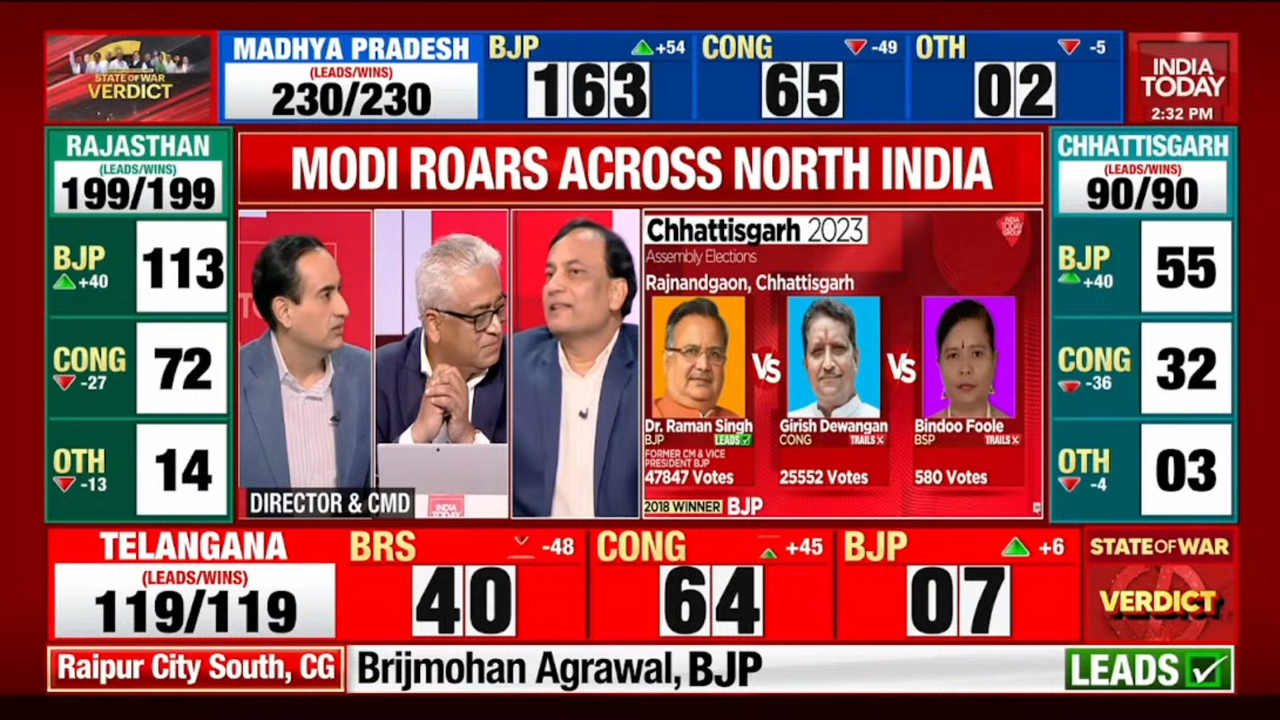 STATE OF WAR
VERDICT
MADHYA PRADESH
(LEADS/WINS)
230/230
BJP
+54
163
CONG
-49
65
OTH
-5
02
INDIA
TODAY
2:32 PM
RAJASTHAN
(LEADS/WINS)
199/199
BJP
+40
113
CONG
-27
72
OTH
-13
14
MODI ROARS ACROSS NORTH INDIA
DIRECTOR & CMD
INDIA
TODAY
Chhattisgarh 2023
Assembly Elections
INDIA
TODAY
GROUP
Rajnandgaon, Chhattisgarh
VS
VS
Dr. Raman Singh
BJP LEADS
FORMER CM & VICE
PRESIDENT BJP
47847 Votes
Girish Dewangan
CONG TRAILS
25552 Votes
Bindoo Foole
BSP TRAILS
580 Votes
2018 WINNER BJP
CHHATTISGARH
(LEADS/WINS)
90/90
BJP
+40
55
CONG
-36
32
OTH
-4
03
TELANGANA
(LEADS/WINS)
119/119
BRS
-48
40
CONG
+45
64
BJP
+6
07
STATE OF WAR
VERDICT
Raipur City South, CG
Brijmohan Agrawal, BJP
LEADS